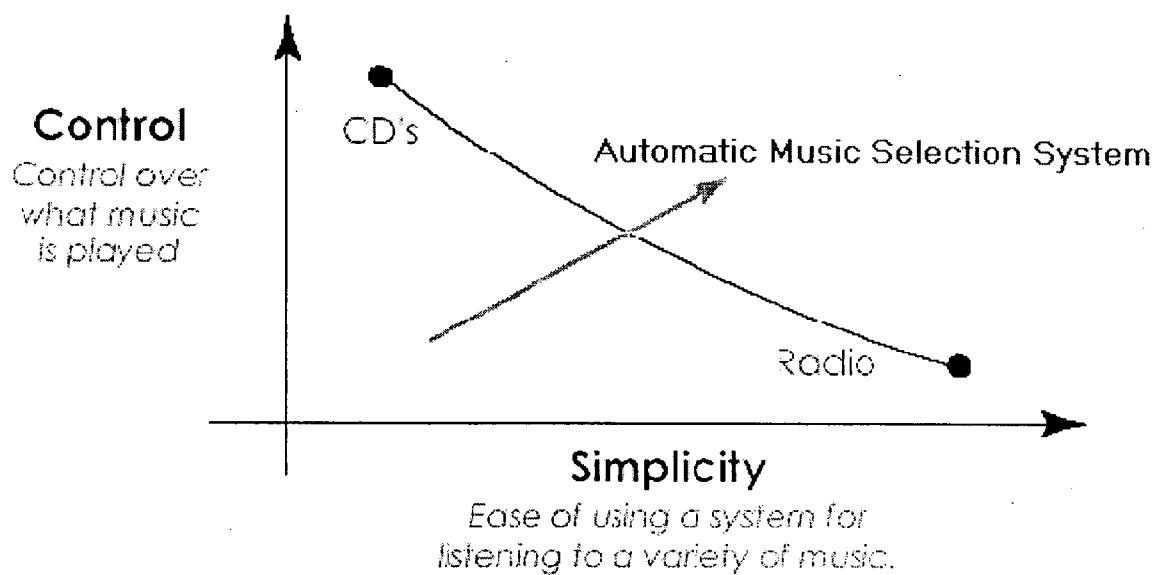 Control
Control over
what music
is played
CD's
Automatic Music Selection System
Radio
Simplicity
Ease of using a system for
listening to a variety of music.